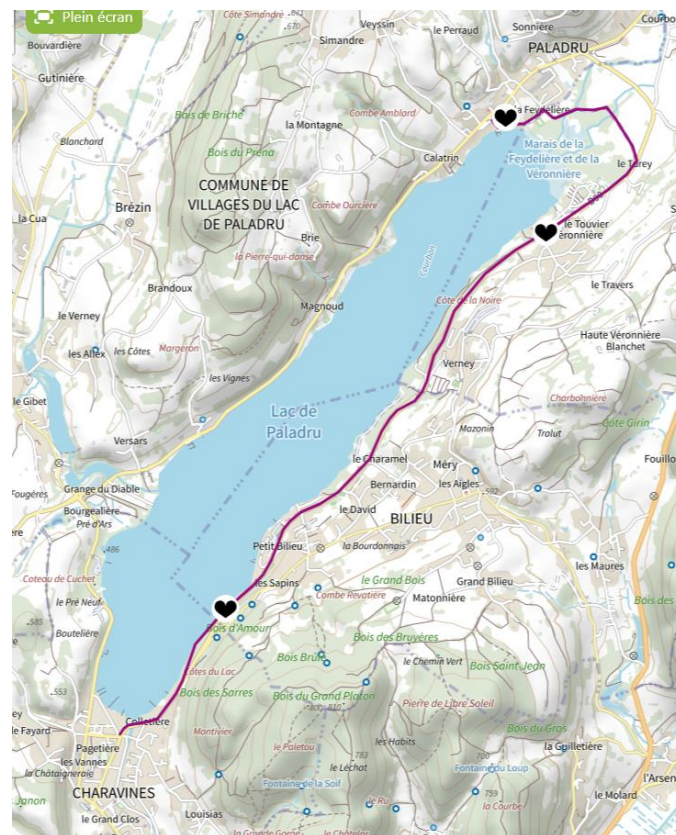 Plein écran
Côte Simandre
Veyssin
Simandre
le Perraud
Sonnière
Bouvardière
PALADRU
Gutinière
Bois de Briche
Combe Amblard
la Feydelière
la Montagne
Blanchard
Bois du Prena
Calatrin
Marais de la
Feydelière et de la
Véronnière
le Turey
COMMUNE DE
VILLAGES DU LAC
DE PALADRU
Combe Ourcière
la Cua
Brézin
le Touvier
Brie
la Pierre-qui-danse
Courbon
le Travers
Brandoux
Magnoud
Côte de la Noire
le Verney
Haute Véronnière
Blanchet
les Allex
les Côtes
Margeron
Verney
les Vignes
Charbonnière
le Gibet
Lac de
Paladru
Côte Girin
Versars
Mazonin
Tralut
le Charamel
Méry
Grange du Diable
Bernardin
les Aigles
592
Bourgealière
Pré d'Ars
le David
BILIEU
486
Petit Bilieu
la Bourdonnais
les Maures
Coteau de Cuchet
les Sapins
le Grand Bois
Grand Bilieu
Combe Revatière
Matonnière
le Pré Neuf
585
Bois d'Amour
Bois des Bruyères
Boutelière
Bois Brûlé
le Chemin Vert
Bois Saint-Jean
Côtes du Lac
553
Bois des Sarres
Bois du Grand Platon
810
Pierre de Libre Soleil
Colletière
Bois du Gros
le Fayard
Montivier
Pagetière
les Habits
la Guilletière
les Vannes
le Paletou
783
700
la Châtaigneraie
le Léchat
Fontaine du Loup
CHARAVINES
Fontaine de la Soif
759
le Molard
le Grand Clos
Louisias
le Ru
la Courbe